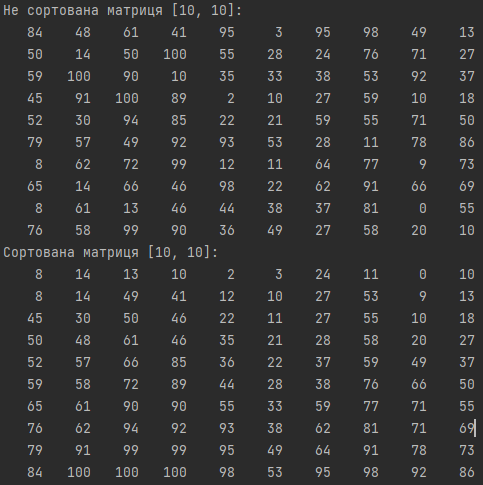 Не сортована матриця [10, 10]:
84 48 61 41 95 3 95 98 49 13
50 14 50 100 55 28 24 76 71 27
59 100 90 10 35 33 38 53 92 37
45 91 100 89 2 10 27 59 10 18
52 30 94 85 22 21 59 55 71 50
79 57 49 92 93 53 28 11 78 86
8 62 72 99 12 11 64 77 9 73
65 14 66 46 98 22 62 91 66 69
8 61 13 46 44 38 37 81 0 55
76 58 99 90 36 49 27 58 20 10
Сортована матриця [10, 10]:
8 14 13 10 2 3 24 11 0 10
8 14 49 41 12 10 27 53 9 13
45 30 50 46 22 11 27 55 10 18
50 48 61 46 35 21 28 58 20 27
52 57 66 85 36 22 37 59 49 37
59 58 72 89 44 28 38 76 66 50
65 61 90 90 55 33 59 77 71 55
76 62 94 92 93 38 62 81 71 69
79 91 99 99 95 49 64 91 78 73
84 100 100 100 98 53 95 98 92 86